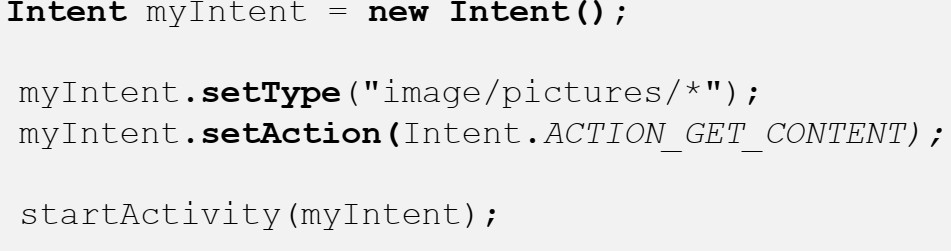 Intent myIntent = new Intent();
myIntent.setType("image/pictures/*");
myIntent.setAction(Intent.ACTION_GET_CONTENT);
startActivity(myIntent);